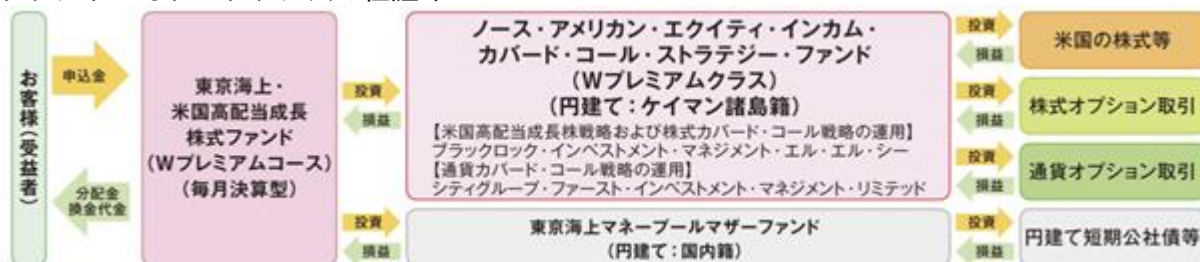 お客様(受益者)
申込金
分配金
換金代金
東京海上・
米国高配当成長
株式ファンド
(Wプレミアムコース)
(毎月決算型)
投資
損益
ノース・アメリカン・エクイティ・インカム・
カバード・コール・ストラテジー・ファンド
(Wプレミアムクラス)
(円建て:ケイマン諸島籍)
【米国高配当成長株戦略および株式カバード・コール戦略の運用】
ブラックロック・インベストメント・マネジメント・エル・エル・シー
【通貨カバード・コール戦略の運用】
シティグループ・ファースト・インベストメント・マネジメント・リミテッド
投資
損益
米国の株式等
投資
損益
株式オプション取引
投資
損益
通貨オプション取引
投資
損益
東京海上マネープールマザーファンド
(円建て:国内籍)
投資
損益
円建て短期公社債等